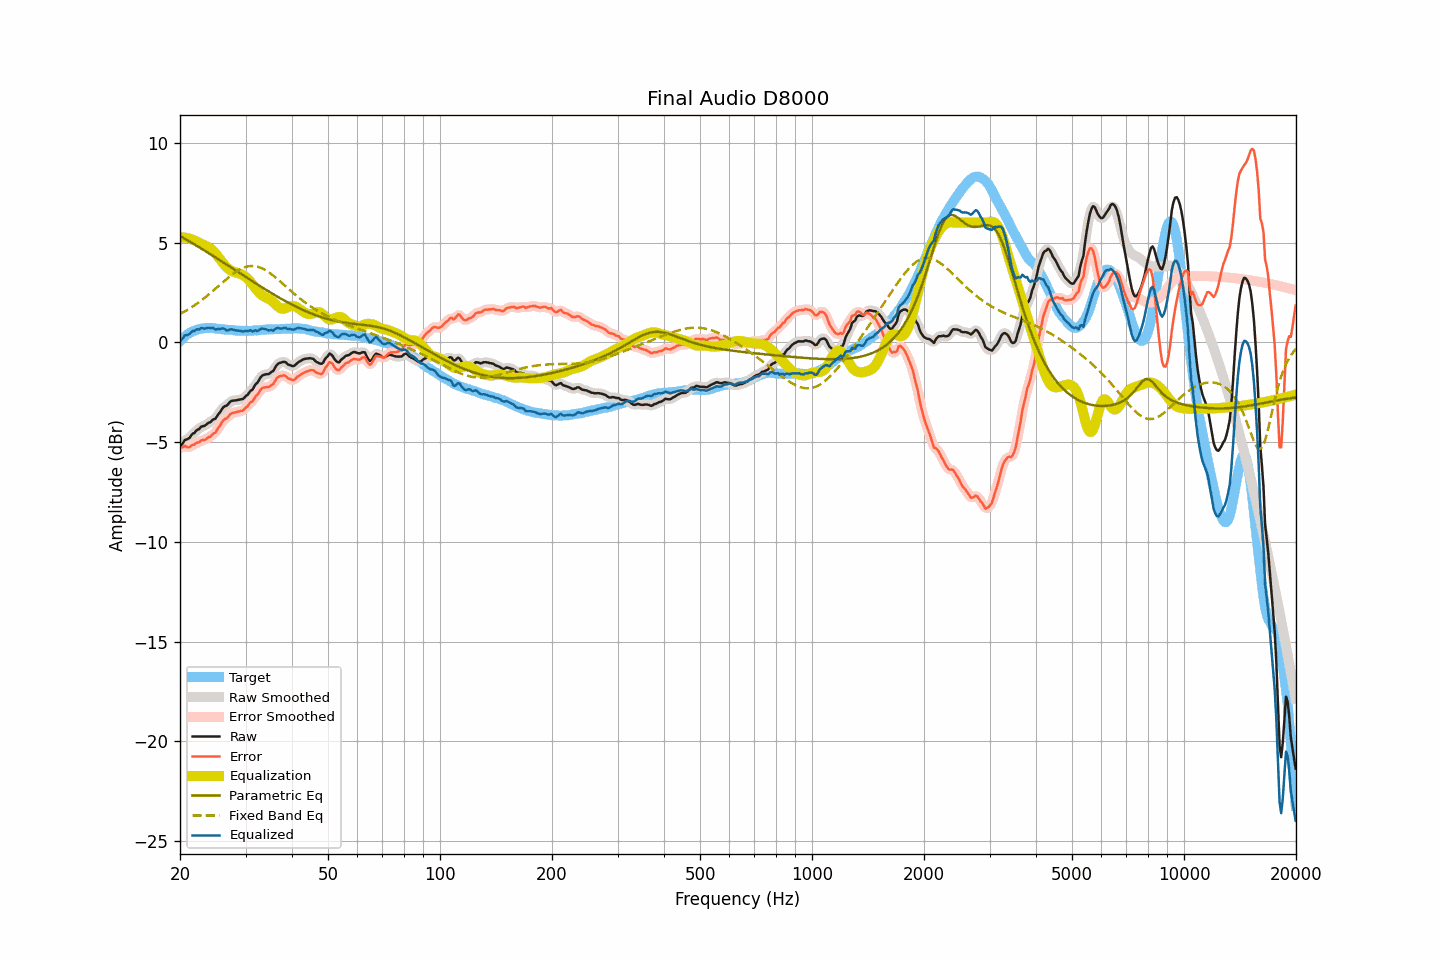 Final Audio D8000
10
5
0
−5
−10
−15
−20
−25
Amplitude (dBr)
Target
Raw Smoothed
Error Smoothed
Raw
Error
Equalization
Parametric Eq
Fixed Band Eq
Equalized
20 50 100 200 500 1000 2000 5000 10000 20000
Frequency (Hz)